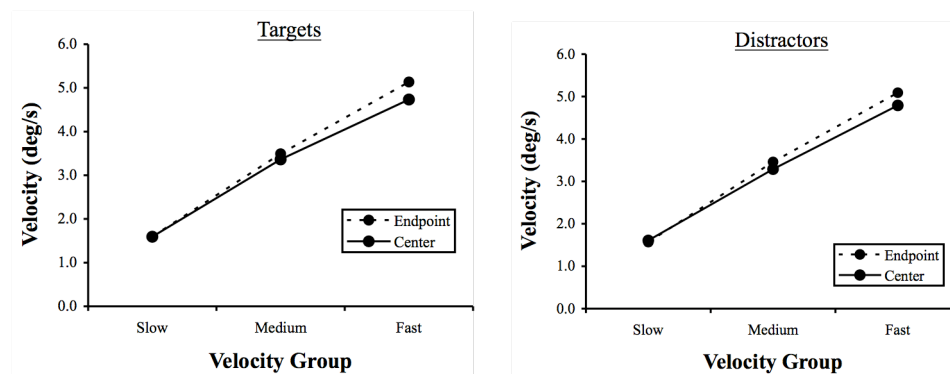 Targets
6.0
5.0
4.0
3.0
2.0
1.0
0.0
Velocity (deg/s)
Endpoint
Center
Slow Medium Fast
Velocity Group
Distractors
6.0
5.0
4.0
3.0
2.0
1.0
0.0
Velocity (deg/s)
Endpoint
Center
Slow Medium Fast
Velocity Group